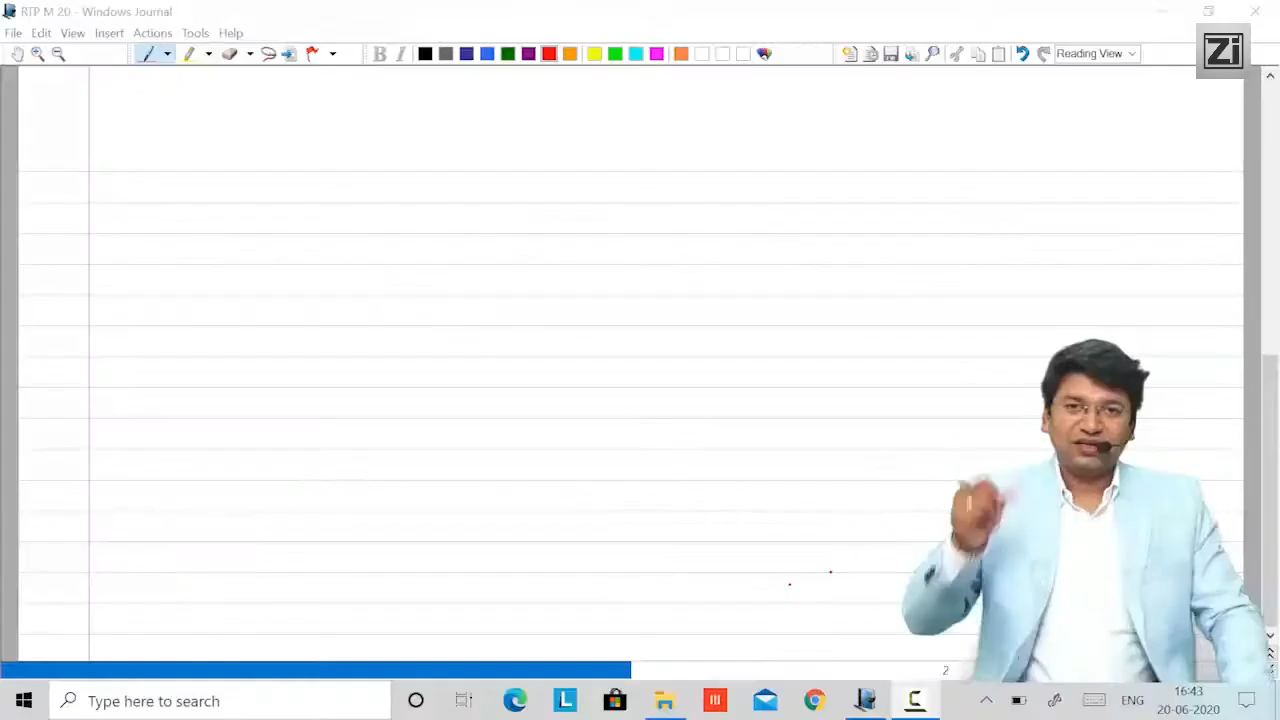 RTP M 20 - Windows Journal
File Edit View Insert Actions Tools Help
B I Reading View
Zi
2
Type here to search
L
ENG
16:43
20-06-2020